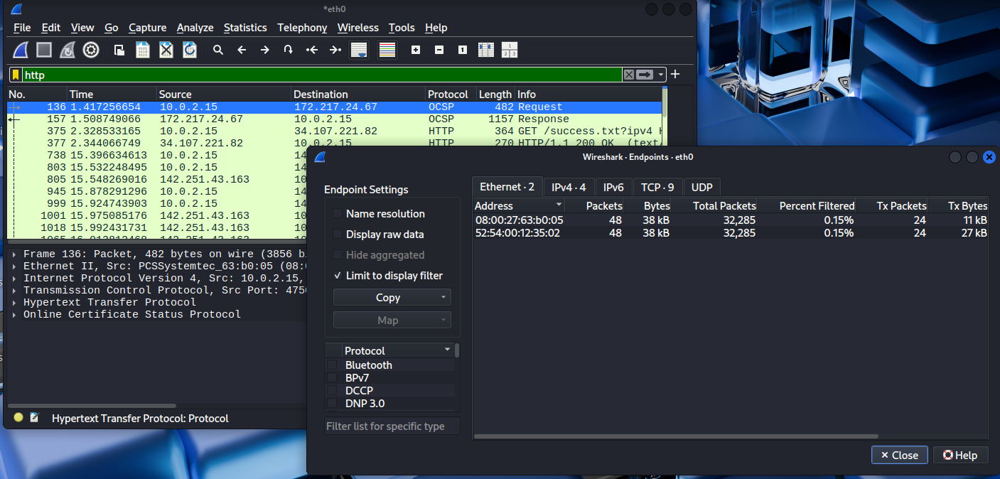 *eth0
File Edit View Go Capture Analyze Statistics Telephony Wireless Tools Help
http
No. Time Source Destination Protocol Length Info
136 1.417256654 10.0.2.15 172.217.24.67 OCSP 482 Request
157 1.508749066 172.217.24.67 10.0.2.15 OCSP 1157 Response
375 2.328533165 10.0.2.15 34.107.221.82 HTTP 364 GET /success.txt?ipv4
377 2.344066749 34.107.221.82 10.0.2.15 HTTP 270 HTTP/1.1 200 OK (text/
738 15.396634613 10.0.2.15 14
803 15.532248495 10.0.2.15 14
805 15.548269016 142.251.43.163 10
945 15.878291296 10.0.2.15 14
999 15.924743903 10.0.2.15 14
1001 15.975085176 142.251.43.163 10
1018 15.992431731 142.251.43.163 10
Frame 136: Packet, 482 bytes on wire (3856 bi
Ethernet II, Src: PCSSystemtec_63:b0:05 (08:0
Internet Protocol Version 4, Src: 10.0.2.15,
Transmission Control Protocol, Src Port: 4750
Hypertext Transfer Protocol
Online Certificate Status Protocol
Hypertext Transfer Protocol: Protocol
Wireshark · Endpoints · eth0
Endpoint Settings
Name resolution
Display raw data
Hide aggregated
Limit to display filter
Copy
Map
Protocol
Bluetooth
BPv7
DCCP
DNP 3.0
Filter list for specific type
Ethernet · 2 IPv4 · 4 IPv6 TCP · 9 UDP
Address Packets Bytes Total Packets Percent Filtered Tx Packets Tx Bytes
08:00:27:63:b0:05 48 38 kB 32,285 0.15% 24 11 kB
52:54:00:12:35:02 48 38 kB 32,285 0.15% 24 27 kB
Close Help